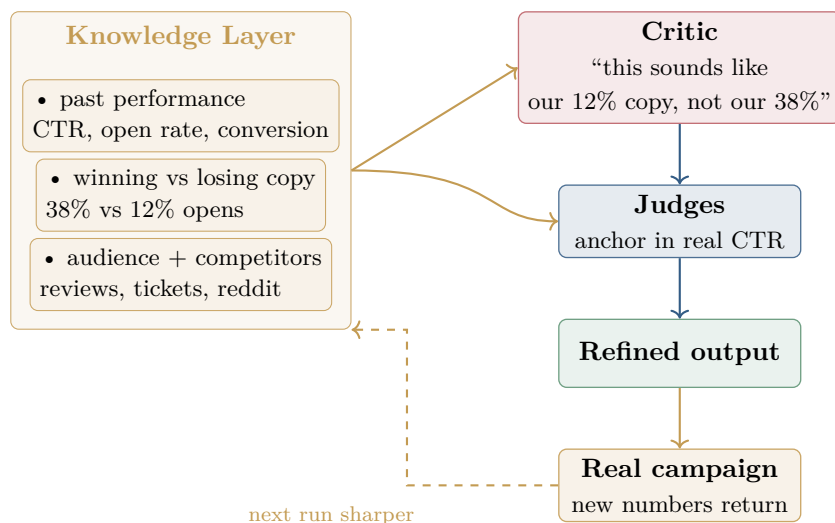 Knowledge Layer
• past performance
CTR, open rate, conversion
• winning vs losing copy
38% vs 12% opens
• audience + competitors
reviews, tickets, reddit
Critic
“this sounds like
our 12% copy, not our 38%”
Judges
anchor in real CTR
Refined output
Real campaign
new numbers return
next run sharper